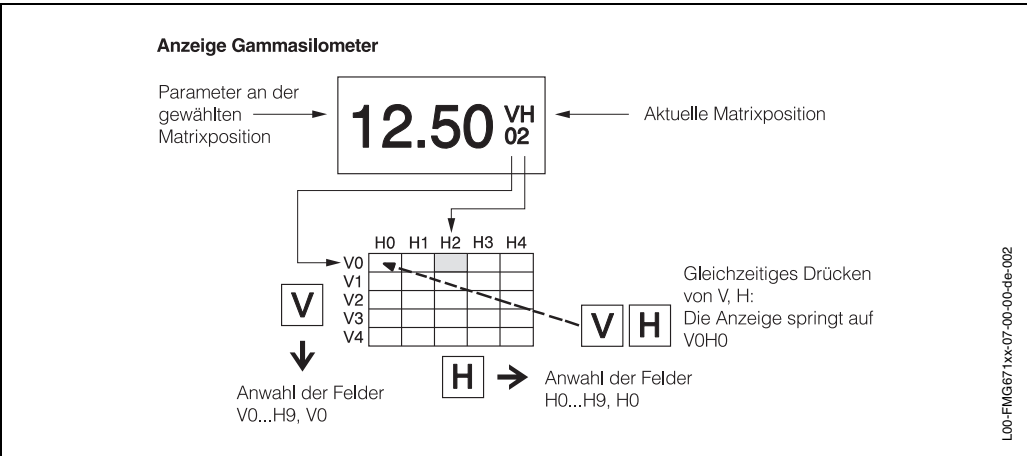 Anzeige Gammasilometer
Parameter an der
gewählten
Matrixposition
12.50 VH
02
Aktuelle Matrixposition
H0 H1 H2 H3 H4
V0
V1
V2
V3
V4
V
Anwahl der Felder
V0...H9, V0
H
Anwahl der Felder
H0...H9, H0
V H
Gleichzeitiges Drücken
von V, H:
Die Anzeige springt auf
V0H0
L00-FMG671xx-07-00-00-de-002